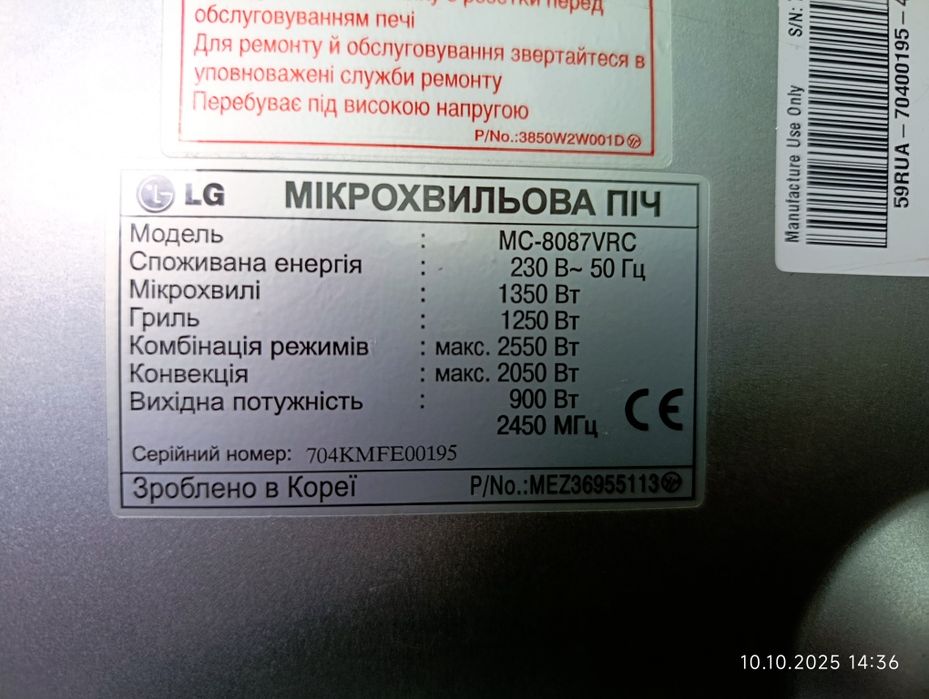 розетки перед
обслуговуванням печі
Для ремонту й обслуговування звертайтеся в
уповноважені служби ремонту
Перебуває під високою напругою
P/No.:3850W2W001D
Manufacture Use Only
S/N:
59RUA - 70400195 -
LG МІКРОХВИЛЬОВА ПІЧ
Модель : MC-8087VRC
Споживана енергія : 230 В~ 50 Гц
Мікрохвилі : 1350 Вт
Гриль : 1250 Вт
Комбінація режимів : макс. 2550 Вт
Конвекція : макс. 2050 Вт
Вихідна потужність : 900 Вт
2450 МГц
CE
Серійний номер: 704KMFE00195
Зроблено в Кореї P/No.:MEZ36955113
10.10.2025 14:36